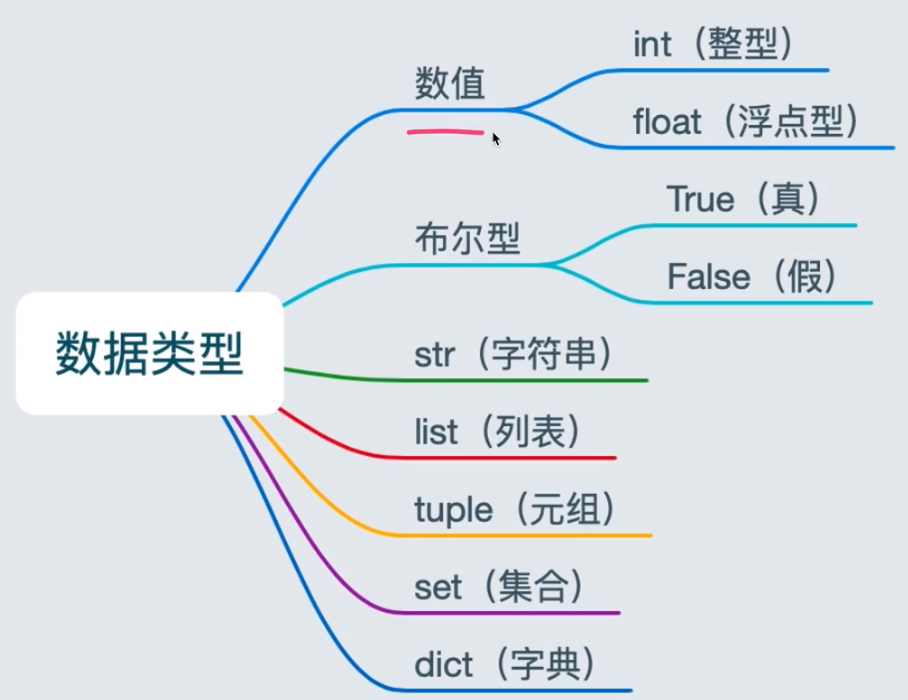 数据类型
数值
int（整型）
float（浮点型）
布尔型
True（真）
False（假）
str（字符串）
list（列表）
tuple（元组）
set（集合）
dict（字典）